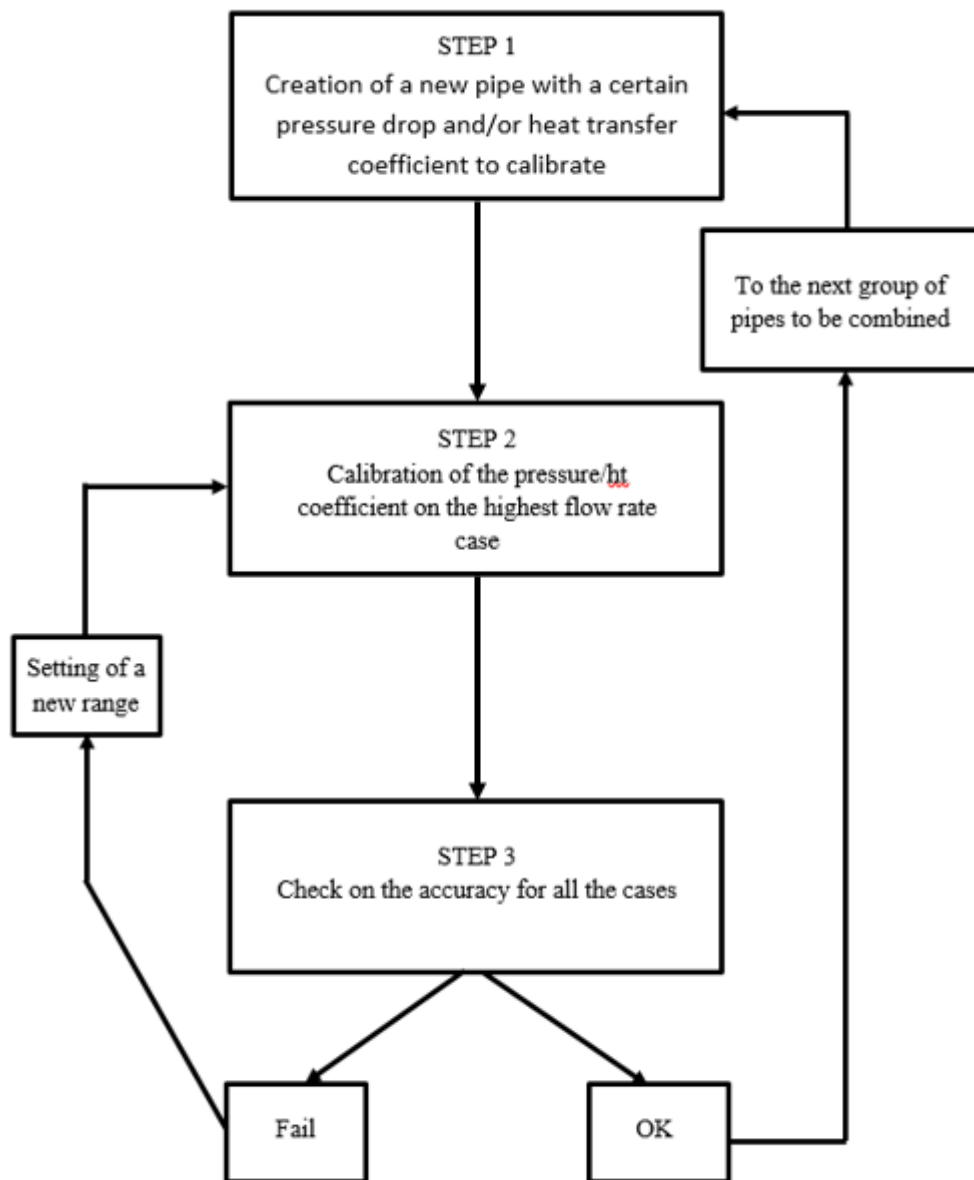 STEP 1
Creation of a new pipe with a certain
pressure drop and/or heat transfer
coefficient to calibrate
To the next group of
pipes to be combined
STEP 2
Calibration of the pressure/ht
coefficient on the highest flow rate
case
Setting of a
new range
STEP 3
Check on the accuracy for all the cases
Fail
OK